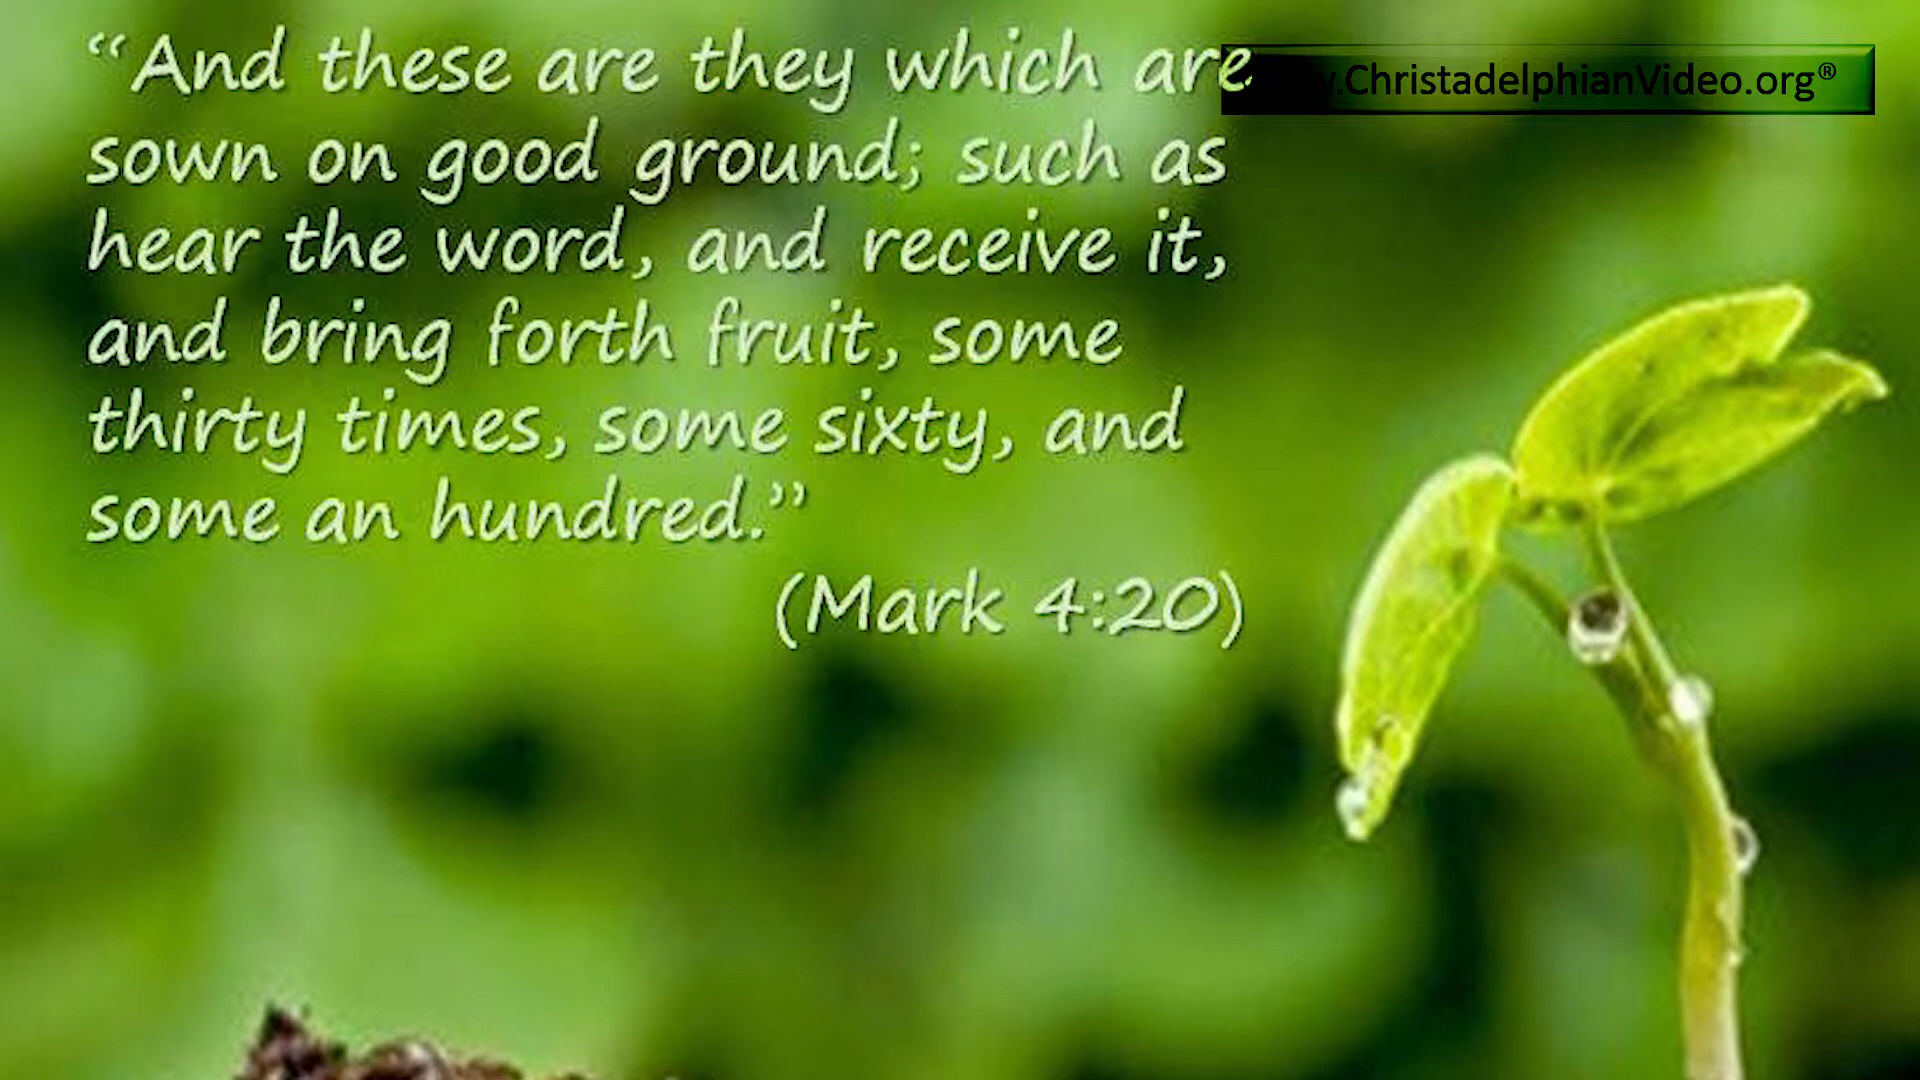 “And these are they which are
sown on good ground; such as
hear the word, and receive it,
and bring forth fruit, some
thirty times, some sixty, and
some an hundred.”
(Mark 4:20)
.ChristadelphianVideo.org®